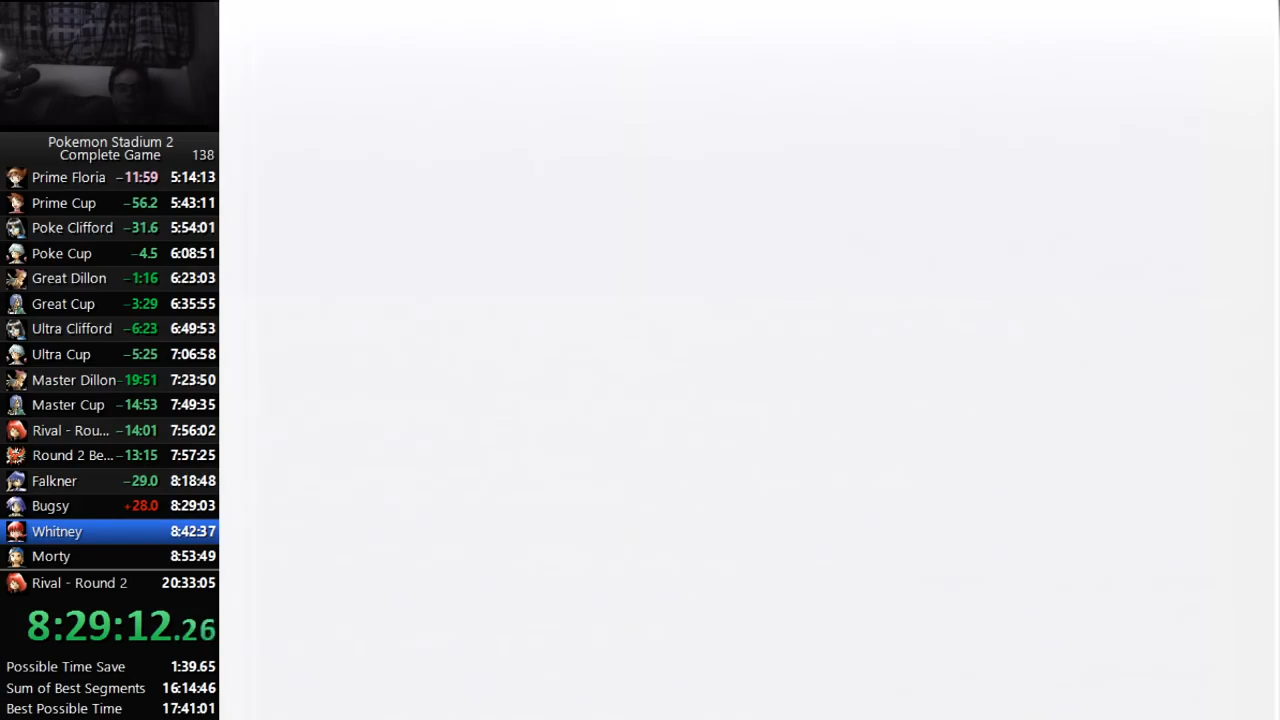 Pokemon Stadium 2
Complete Game 138
Prime Floria −11:59 5:14:13
Prime Cup −56.2 5:43:11
Poke Clifford −31.6 5:54:01
Poke Cup −4.5 6:08:51
Great Dillon −1:16 6:23:03
Great Cup −3:29 6:35:55
Ultra Clifford −6:23 6:49:53
Ultra Cup −5:25 7:06:58
Master Dillon −19:51 7:23:50
Master Cup −14:53 7:49:35
Rival - Rou... −14:01 7:56:02
Round 2 Be... −13:15 7:57:25
Falkner −29.0 8:18:48
Bugsy +28.0 8:29:03
Whitney 8:42:37
Morty 8:53:49
Rival - Round 2 20:33:05
8:29:12.26
Possible Time Save 1:39.65
Sum of Best Segments 16:14:46
Best Possible Time 17:41:01